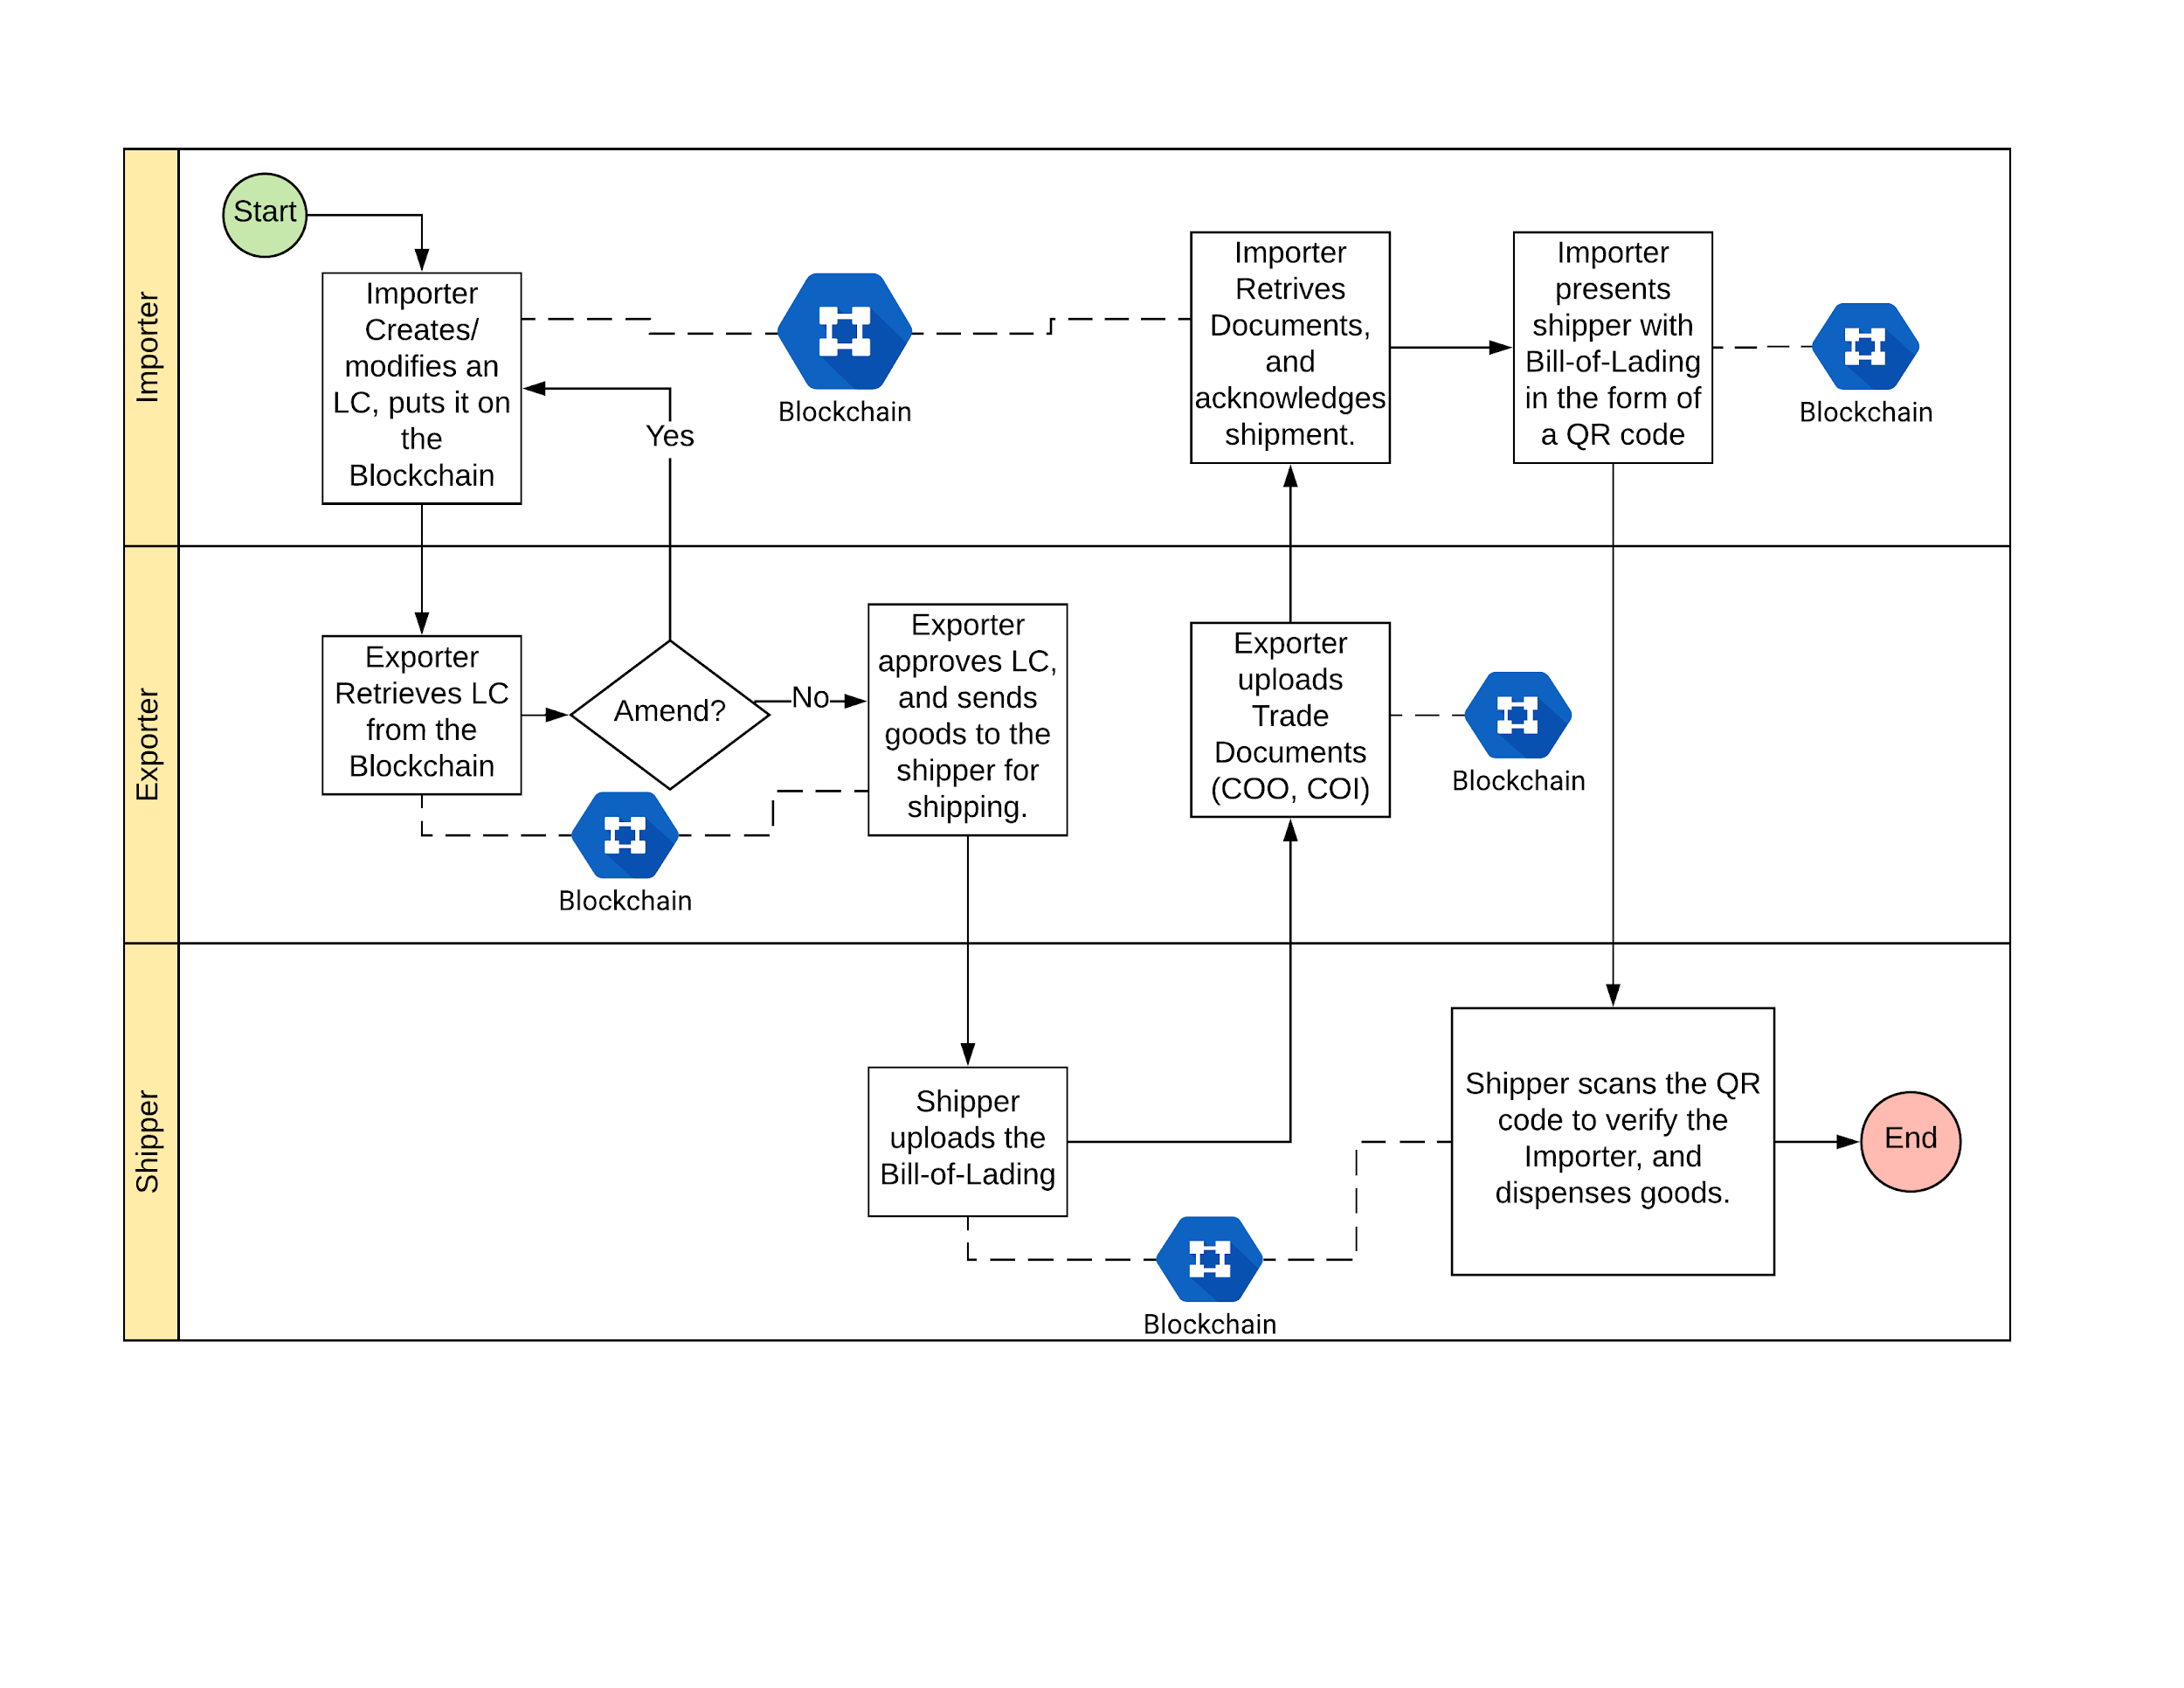 Importer
Start
Importer
Creates/
modifies an
LC, puts it on
the
Blockchain
Blockchain
Yes
Importer
Retrives
Documents,
and
acknowledges
shipment.
Importer
presents
shipper with
Bill-of-Lading
in the form of
a QR code
Blockchain
Exporter
Exporter
Retrieves LC
from the
Blockchain
Amend?
No
Exporter
approves LC,
and sends
goods to the
shipper for
shipping.
Blockchain
Exporter
uploads
Trade
Documents
(COO, COI)
Blockchain
Shipper
Shipper
uploads the
Bill-of-Lading
Blockchain
Shipper scans the QR
code to verify the
Importer, and
dispenses goods.
End